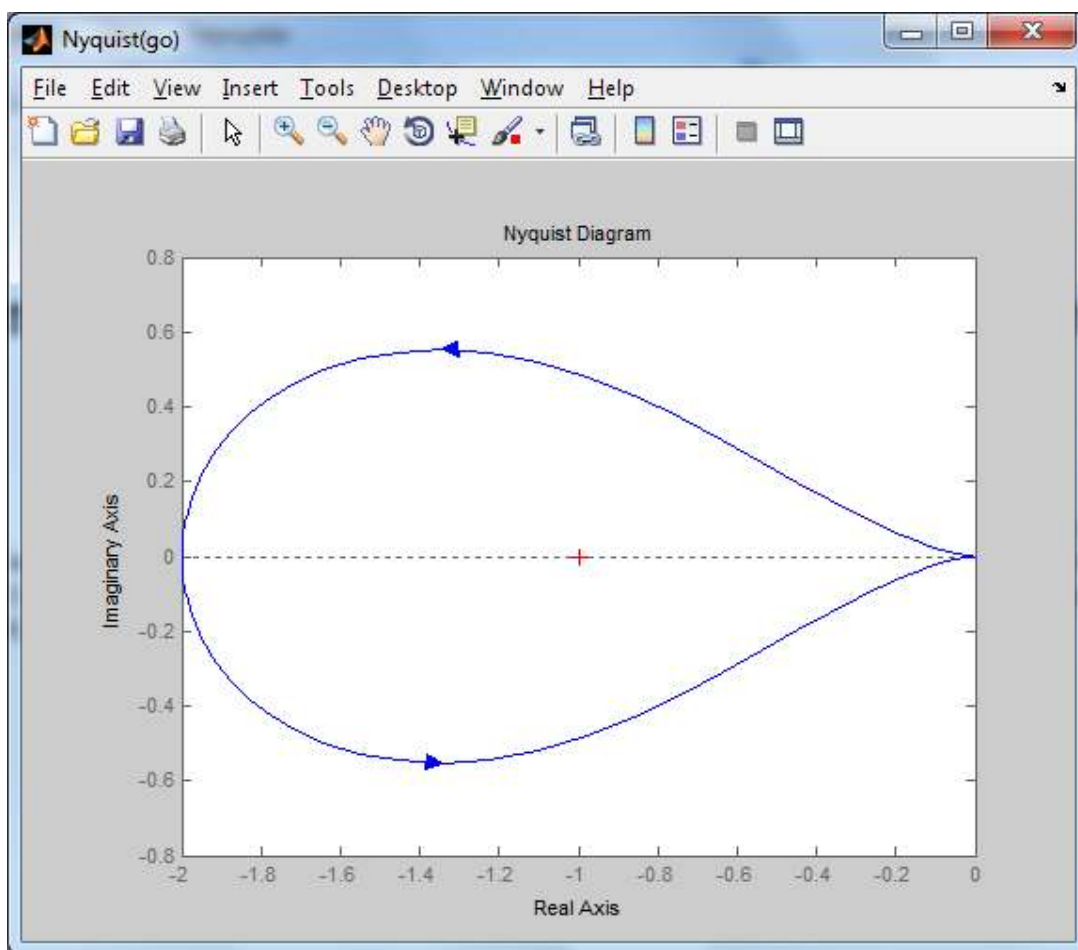 Nyquist(go)
File Edit View Insert Tools Desktop Window Help
Nyquist Diagram
0.8
0.6
0.4
0.2
0
-0.2
-0.4
-0.6
-0.8
Imaginary Axis
-2 -1.8 -1.6 -1.4 -1.2 -1 -0.8 -0.6 -0.4 -0.2 0
Real Axis